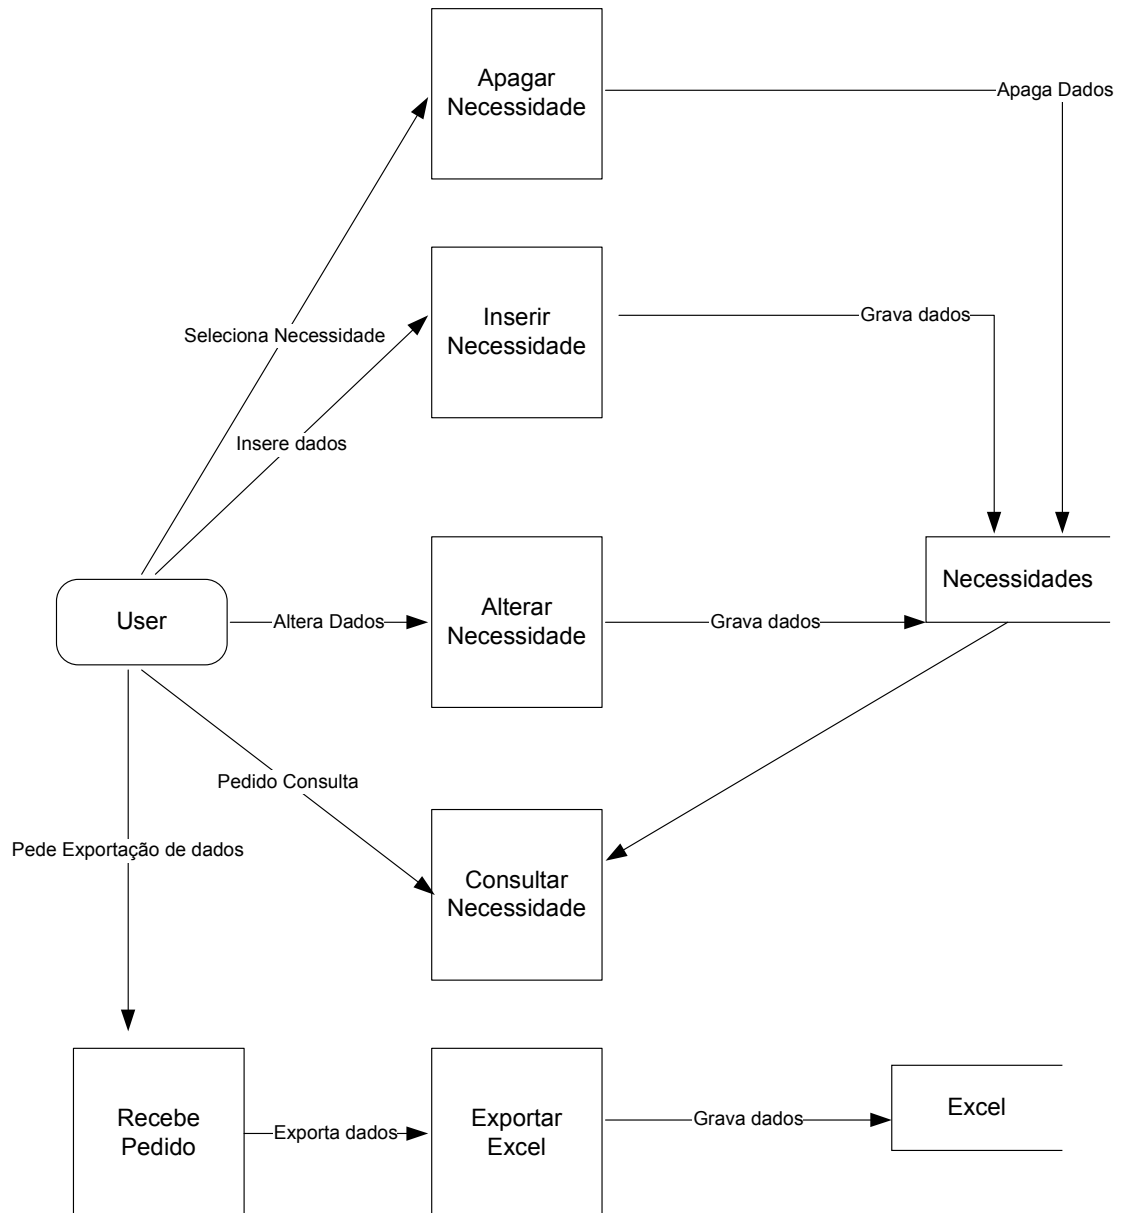 Apagar
Necessidade
Apaga Dados
Inserir
Necessidade
Grava dados
Seleciona Necessidade
Insere dados
Necessidades
User
Altera Dados
Alterar
Necessidade
Grava dados
Pedido Consulta
Pede Exportação de dados
Consultar
Necessidade
Recebe
Pedido
Exporta dados
Exportar
Excel
Grava dados
Excel